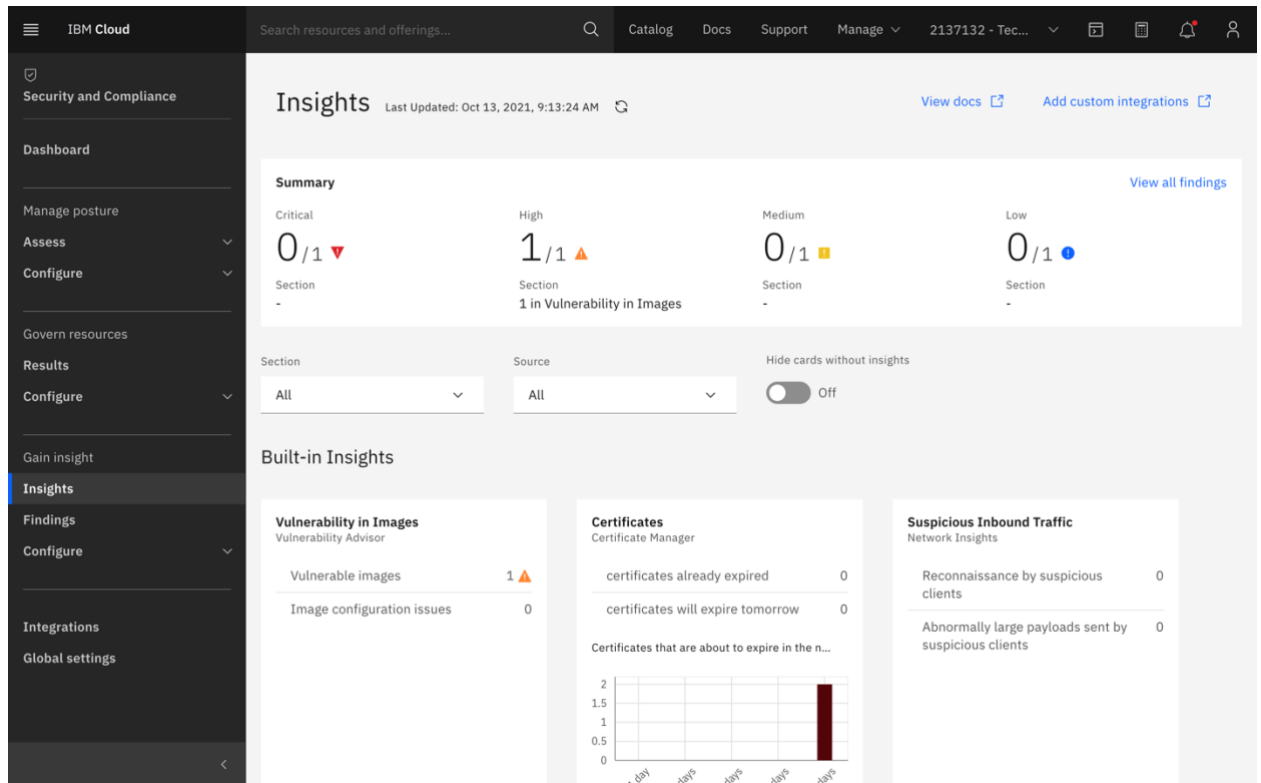 IBM Cloud
Search resources and offerings...
Catalog
Docs
Support
Manage
2137132 - Tec...
Security and Compliance
Dashboard
Manage posture
Assess
Configure
Govern resources
Results
Configure
Gain insight
Insights
Findings
Configure
Integrations
Global settings
Insights
Last Updated: Oct 13, 2021, 9:13:24 AM
View docs
Add custom integrations
Summary
View all findings
Critical
0/1
Section
-
High
1/1
Section
1 in Vulnerability in Images
Medium
0/1
Section
-
Low
0/1
Section
-
Section
All
Source
All
Hide cards without insights
Off
Built-in Insights
Vulnerability in Images
Vulnerability Advisor
Vulnerable images 1
Image configuration issues 0
Certificates
Certificate Manager
certificates already expired 0
certificates will expire tomorrow 0
Certificates that are about to expire in the n...
2
1.5
1
0.5
0
day
days
days
days
days
Suspicious Inbound Traffic
Network Insights
Reconnaissance by suspicious 0
clients
Abnormally large payloads sent by 0
suspicious clients